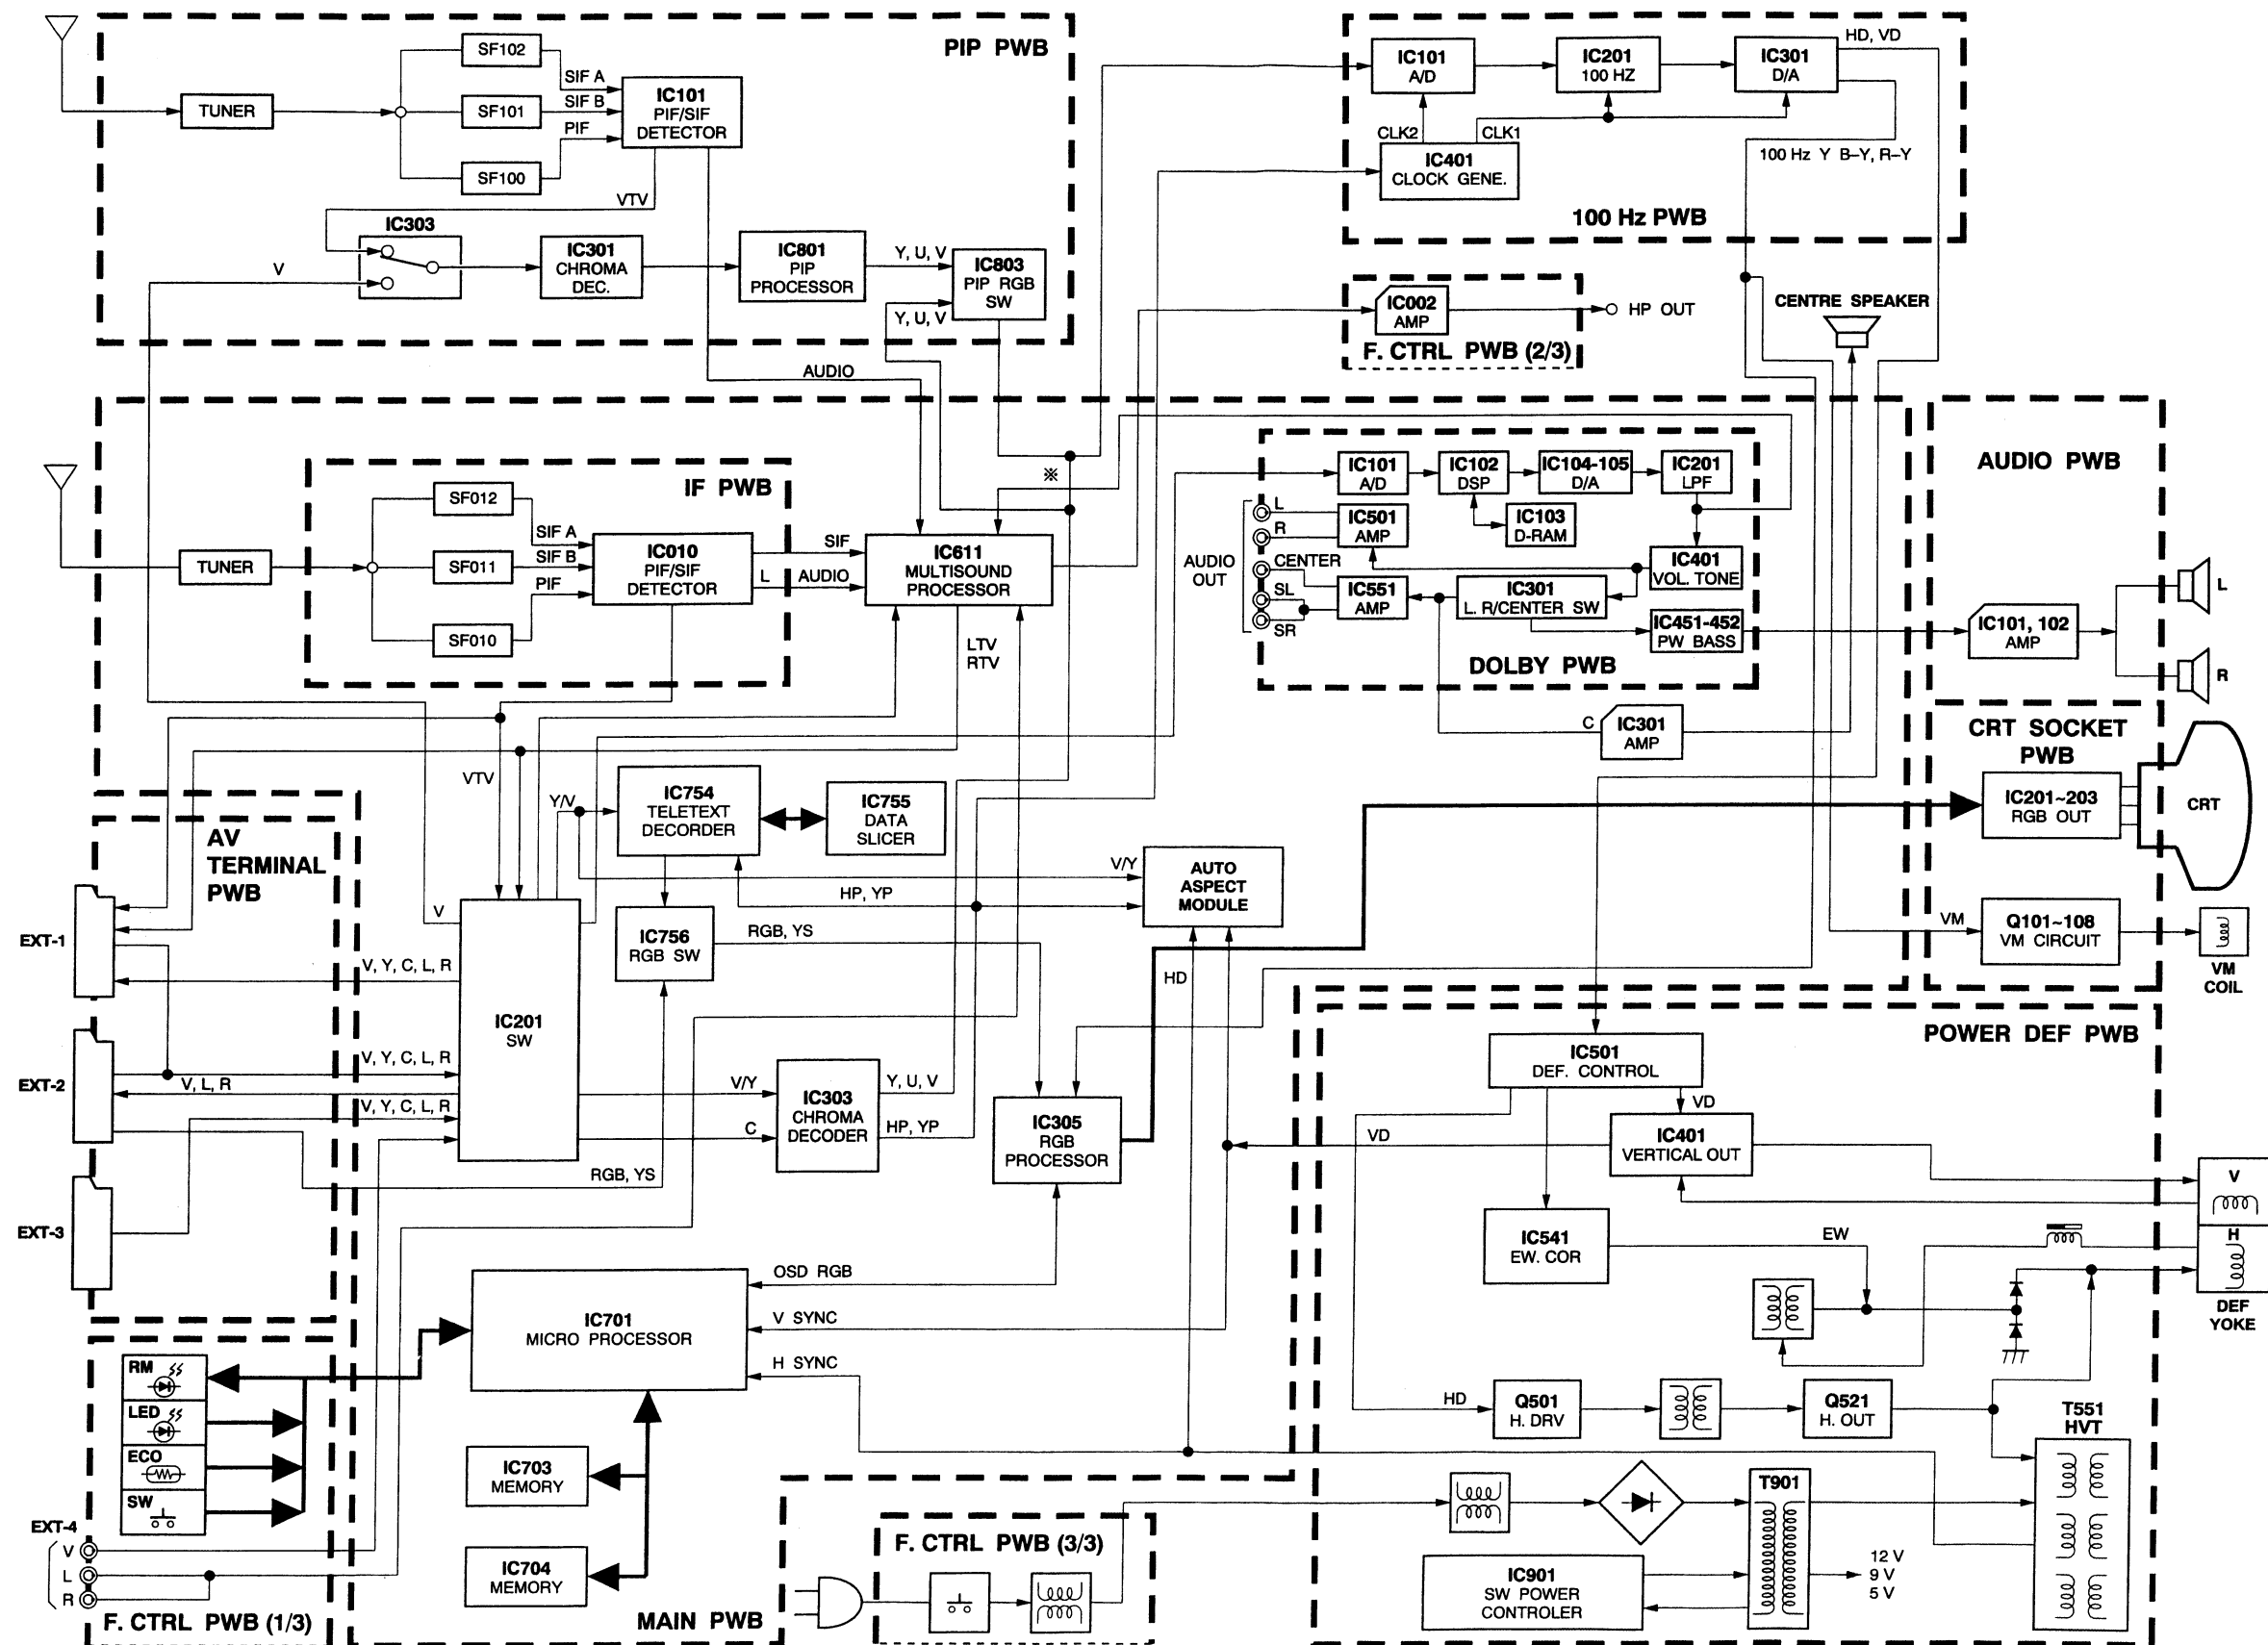 PIP PWB
SF102
SIF A
SF101
SIF B
PIF
SF100
TUNER
IC101
PIF/SIF
DETECTOR
VTV
IC303
V
IC301
CHROMA
DEC.
IC801
PIP
PROCESSOR
Y, U, V
IC803
PIP RGB
SW
Y, U, V
AUDIO
IC101
A/D
IC201
100 HZ
IC301
D/A
HD, VD
CLK2
CLK1
IC401
CLOCK GENE.
100 Hz Y B–Y, R–Y
100 Hz PWB
IC002
AMP
HP OUT
F. CTRL PWB (2/3)
CENTRE SPEAKER
IF PWB
SF012
SIF A
TUNER
SF011
SIF B
PIF
SF010
IC010
PIF/SIF
DETECTOR
SIF
L
AUDIO
※
IC611
MULTISOUND
PROCESSOR
LTV
RTV
IC101
A/D
IC102
DSP
IC104-105
D/A
IC201
LPF
L
R
IC501
AMP
IC103
D-RAM
AUDIO
OUT
CENTER
SL
SR
IC551
AMP
IC301
L. R/CENTER SW
IC401
VOL. TONE
IC451-452
PW BASS
DOLBY PWB
C
IC301
AMP
AUDIO PWB
IC101, 102
AMP
L
R
CRT SOCKET
PWB
IC201~203
RGB OUT
CRT
VM
Q101~108
VM CIRCUIT
VM
COIL
VTV
Y/V
IC754
TELETEXT
DECORDER
IC755
DATA
SLICER
AV
TERMINAL
PWB
V/Y
AUTO
ASPECT
MODULE
HP, YP
V
IC756
RGB SW
RGB, YS
HD
EXT-1
V, Y, C, L, R
IC201
SW
EXT-2
V, Y, C, L, R
V, L, R
V, Y, C, L, R
V/Y
C
IC303
CHROMA
DECODER
Y, U, V
HP, YP
RGB, YS
IC305
RGB
PROCESSOR
EXT-3
POWER DEF PWB
IC501
DEF. CONTROL
VD
VD
IC401
VERTICAL OUT
IC541
EW. COR
EW
V
H
DEF
YOKE
OSD RGB
IC701
MICRO PROCESSOR
V SYNC
H SYNC
RM
LED
ECO
SW
EXT-4
V
L
R
F. CTRL PWB (1/3)
IC703
MEMORY
IC704
MEMORY
MAIN PWB
F. CTRL PWB (3/3)
HD
Q501
H. DRV
Q521
H. OUT
T551
HVT
T901
IC901
SW POWER
CONTROLER
12 V
9 V
5 V